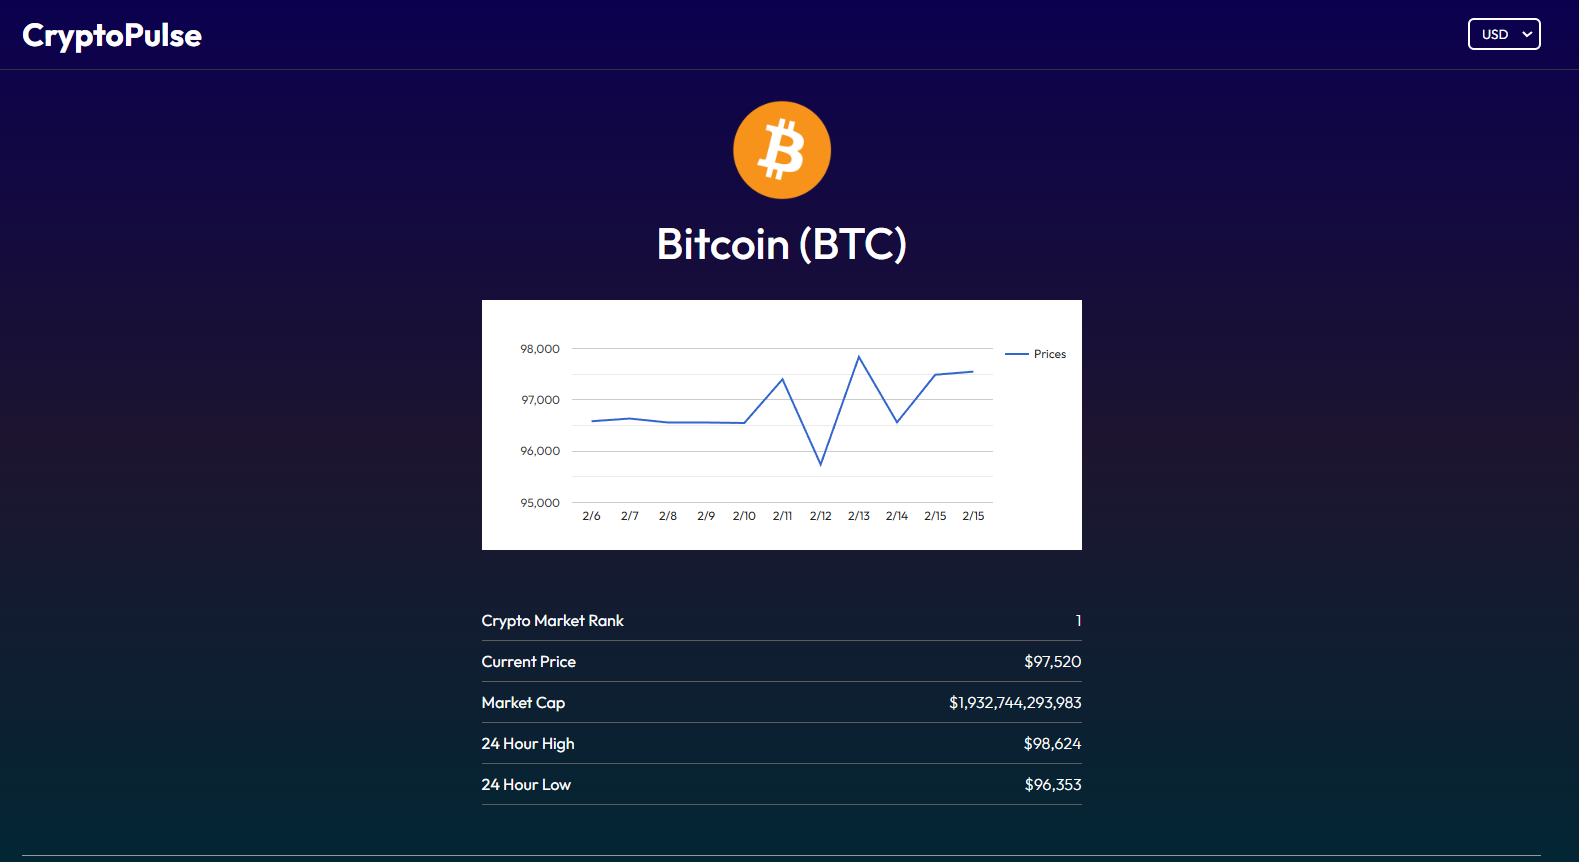 CryptoPulse
USD
Bitcoin (BTC)
98,000
97,000
96,000
95,000
Prices
2/6 2/7 2/8 2/9 2/10 2/11 2/12 2/13 2/14 2/15 2/15
Crypto Market Rank 1
Current Price $97,520
Market Cap $1,932,744,293,983
24 Hour High $98,624
24 Hour Low $96,353